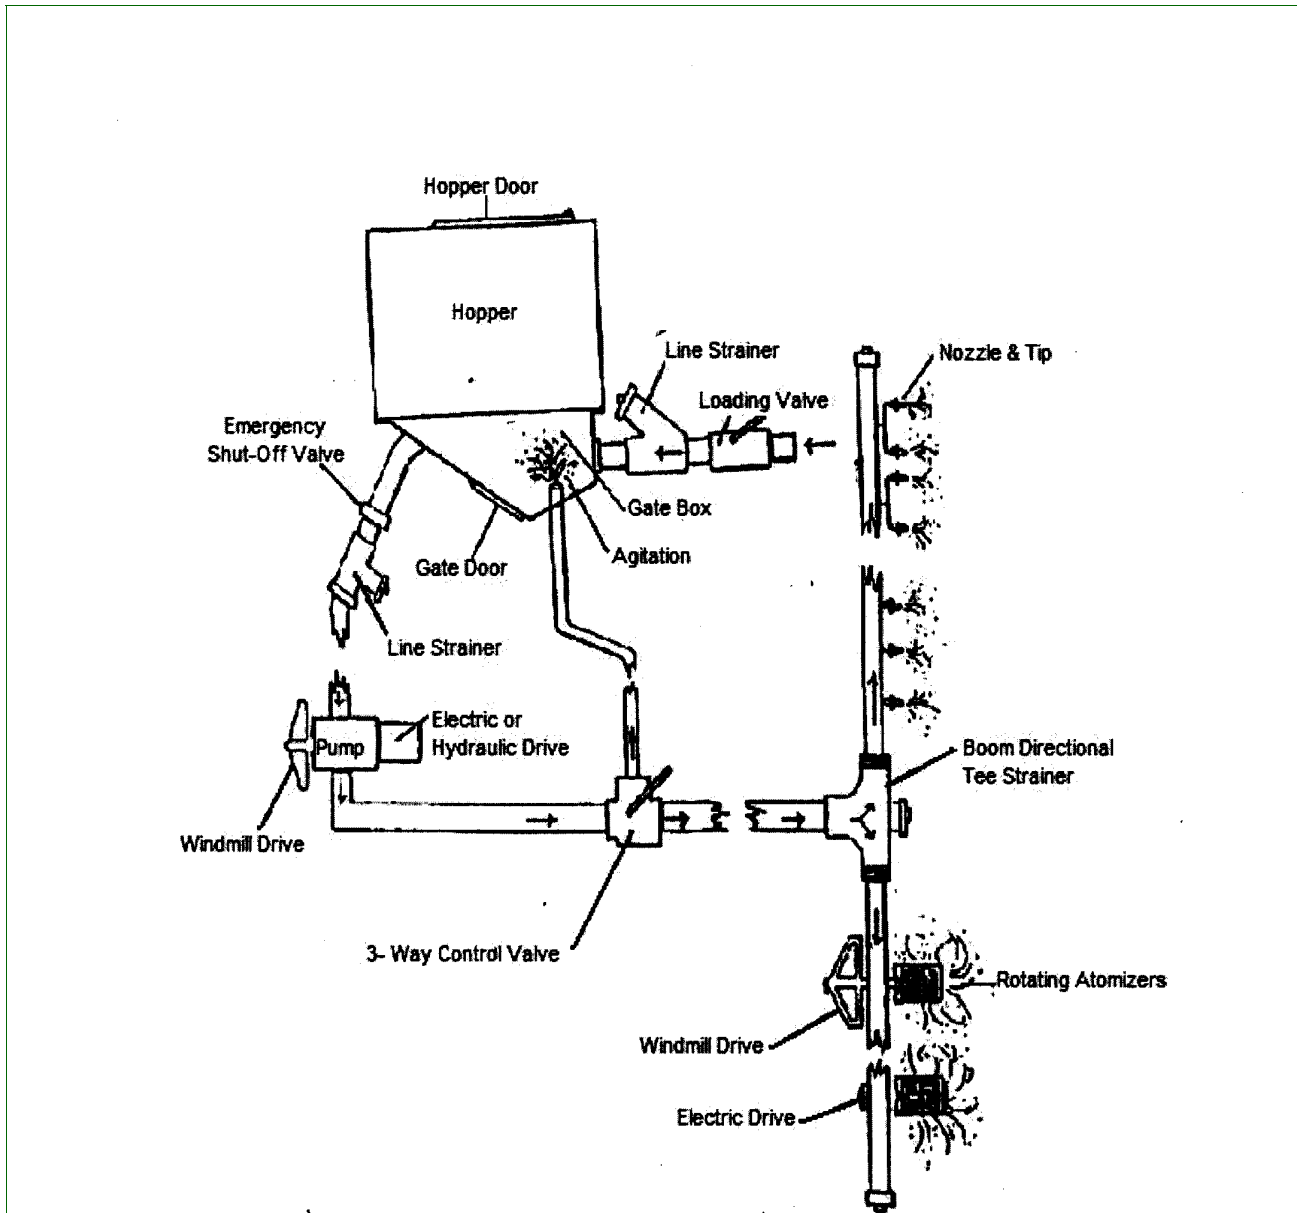 Hopper Door
Hopper
Line Strainer
Nozzle & Tip
Loading Valve
Emergency
Shut-Off Valve
Gate Box
Agitation
Gate Door
Line Strainer
Electric or
Hydraulic Drive
Pump
Boom Directional
Tee Strainer
Windmill Drive
3- Way Control Valve
Rotating Atomizers
Windmill Drive
Electric Drive